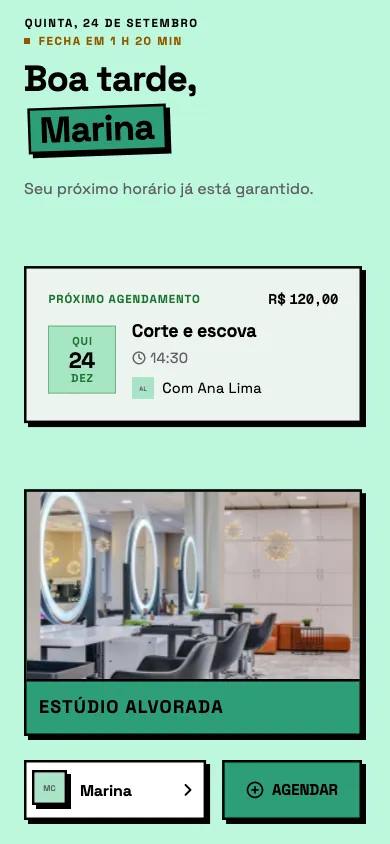 QUINTA, 24 DE SETEMBRO
FECHA EM 1 H 20 MIN
Boa tarde,
Marina
Seu próximo horário já está garantido.
PRÓXIMO AGENDAMENTO
R$ 120,00
QUI
24
DEZ
Corte e escova
14:30
AL
Com Ana Lima
ESTÚDIO ALVORADA
MC
Marina
AGENDAR